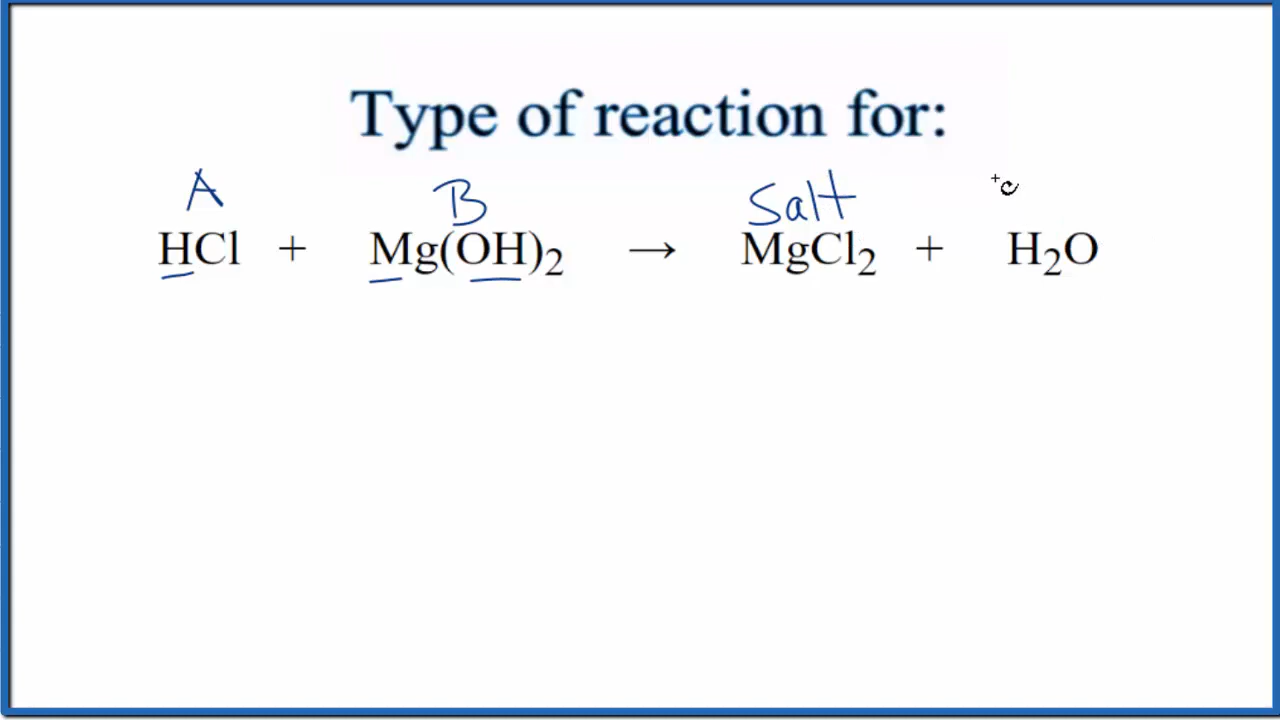 Type of reaction for:
A B Salt
HCl + Mg(OH)₂ → MgCl₂ + H₂O